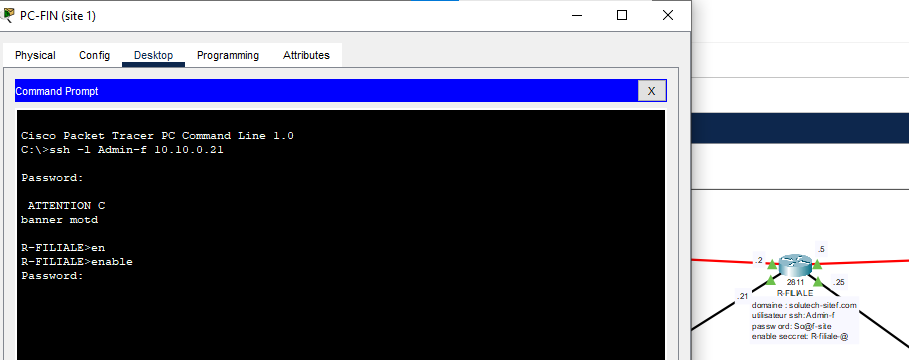 PC-FIN (site 1)
Physical Config Desktop Programming Attributes
Command Prompt
X
Cisco Packet Tracer PC Command Line 1.0
C:\>ssh -l Admin-f 10.10.0.21
Password:
ATTENTION C
banner motd
R-FILIALE>en
R-FILIALE>enable
Password:
.5
.2
2811
.25
R-FILIALE
.21
domaine : solutech-sitef.com
utilisateur ssh: Admin-f
password: So@f-site
enable seccret: R-filiale-@